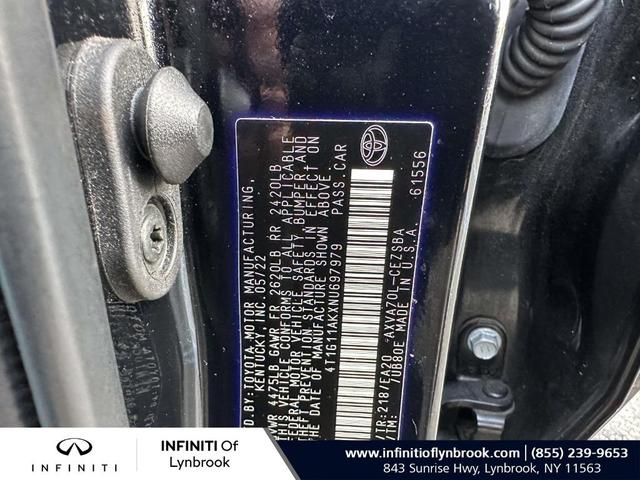 FD.BY:TOYOTA MOTOR MANUFACTURING,
KENTUCKY, INC. 05/22
GVWR 4475LB GAWR FR 2620LB RR 2420LB
THIS VEHICLE CONFORMS TO ALL APPLICABLE
FEDERAL MOTOR VEHICLE SAFETY, BUMPER, AND
THEFT PREVENTION STANDARDS IN EFFECT ON
THE DATE OF MANUFACTURE SHOWN ABOVE.
4T1G11AKXNU697979 PASS.CAR
C/TR:218/EA20 AXVA70L-CEZSBA 61556
/TM: /UB80E MADE IN U.S.A.
INFINITI
INFINITI Of
Lynbrook
www.infinitioflynbrook.com | (855) 239-9653
843 Sunrise Hwy, Lynbrook, NY 11563